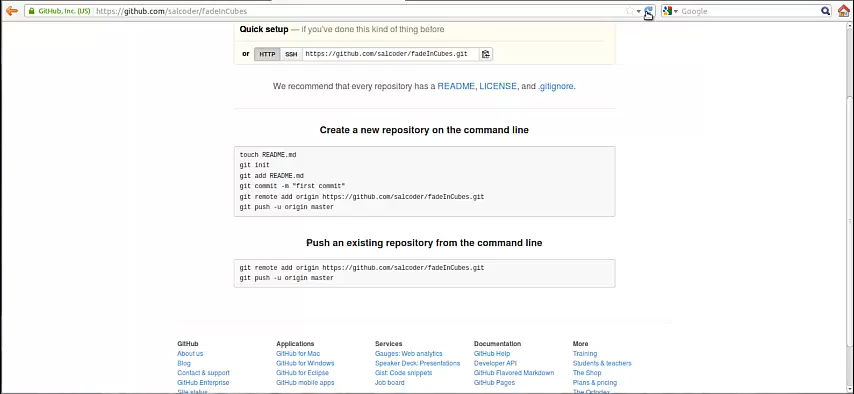 GitHub, Inc. (US) https://github.com/salcoder/fadeInCubes
Google
Quick setup — if you've done this kind of thing before
or HTTP SSH https://github.com/salcoder/fadeInCubes.git
We recommend that every repository has a README, LICENSE, and .gitignore.
Create a new repository on the command line
touch README.md
git init
git add README.md
git commit -m "first commit"
git remote add origin https://github.com/salcoder/fadeInCubes.git
git push -u origin master
Push an existing repository from the command line
git remote add origin https://github.com/salcoder/fadeInCubes.git
git push -u origin master
GitHub
About us
Blog
Contact & support
GitHub Enterprise
Site status
Applications
GitHub for Mac
GitHub for Windows
GitHub for Eclipse
GitHub mobile apps
Services
Gauges: Web analytics
Speaker Deck: Presentations
Gist: Code snippets
Job board
Documentation
GitHub Help
Developer API
GitHub Flavored Markdown
GitHub Pages
More
Training
Students & teachers
The Shop
Plans & pricing
The Octodex